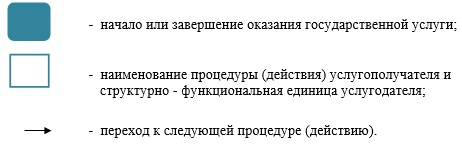 - начало или завершение оказания государственной услуги;
- наименование процедуры (действия) услугополучателя и
структурно - функциональная единица услугодателя;
- переход к следующей процедуре (действию).